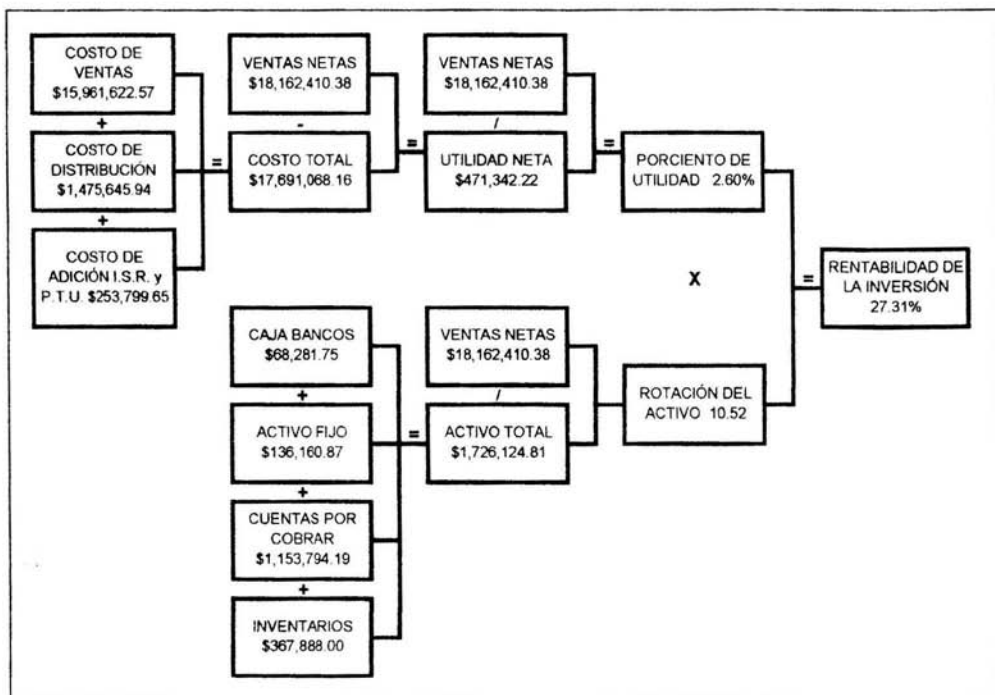 COSTO DE
VENTAS
$15,961,622.57
+
COSTO DE
DISTRIBUCIÓN
$1,475,645.94
+
COSTO DE
ADICIÓN I.S.R. y
P.T.U. $253,799.65
=
VENTAS NETAS
$18,162,410.38
-
COSTO TOTAL
$17,691,068.16
=
VENTAS NETAS
$18,162,410.38
/
UTILIDAD NETA
$471,342.22
=
PORCIENTO DE
UTILIDAD 2.60%
X
=
RENTABILIDAD DE
LA INVERSIÓN
27.31%
CAJA BANCOS
$68,281.75
+
ACTIVO FIJO
$136,160.87
+
CUENTAS POR
COBRAR
$1,153,794.19
+
INVENTARIOS
$367,888.00
=
VENTAS NETAS
$18,162,410.38
/
ACTIVO TOTAL
$1,726,124.81
ROTACIÓN DEL
ACTIVO 10.52